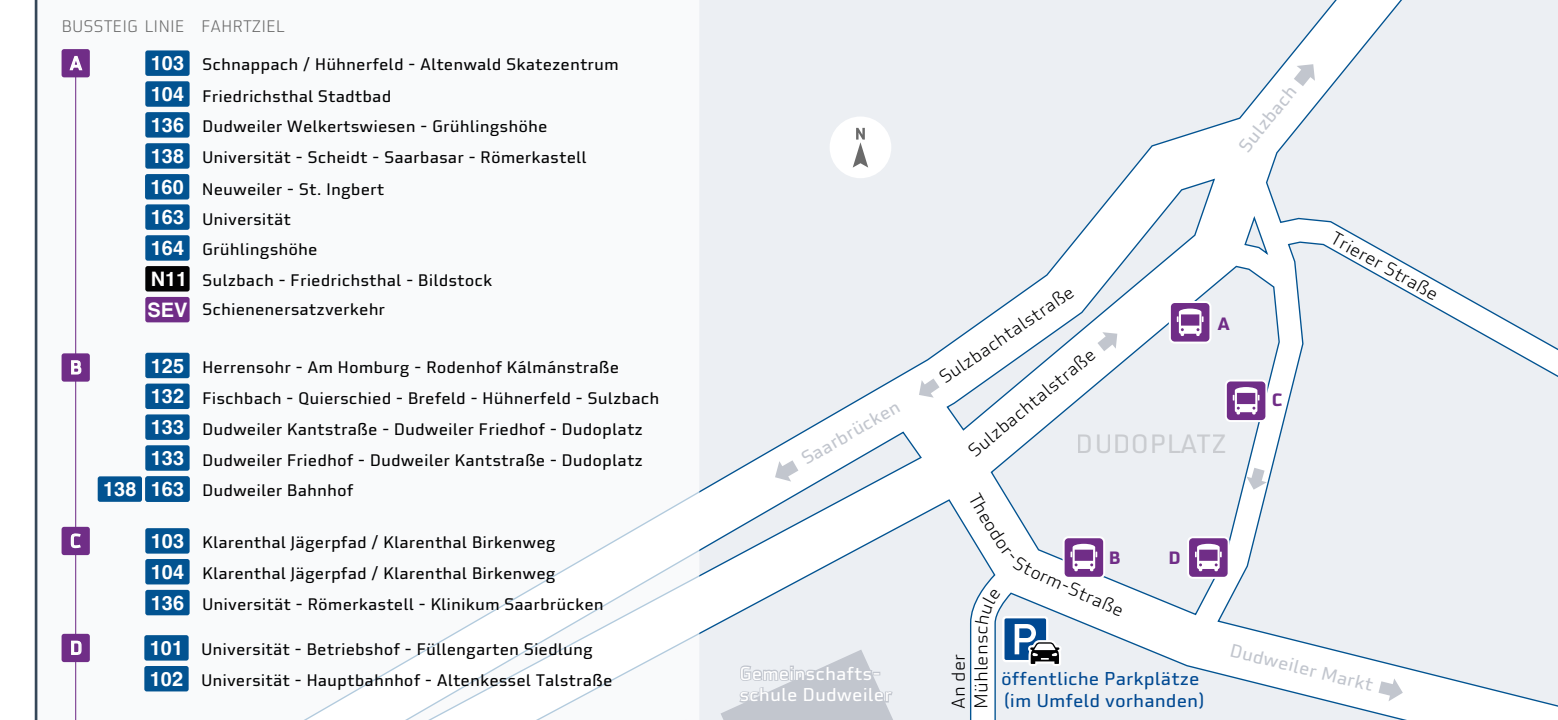 BUSSTEIG LINIE FAHRTZIEL
A 103 Schnappach / Hühnerfeld - Altenwald Skatezentrum
104 Friedrichsthal Stadtbad
136 Dudweiler Welkertswiesen - Grühlingshöhe
138 Universität - Scheidt - Saarbasar - Römerkastell
160 Neuweiler - St. Ingbert
163 Universität
164 Grühlingshöhe
N11 Sulzbach - Friedrichsthal - Bildstock
SEV Schienenersatzverkehr
B 125 Herrensohr - Am Homburg - Rodenhof Kálmánstraße
132 Fischbach - Quierschied - Brefeld - Hühnerfeld - Sulzbach
133 Dudweiler Kantstraße - Dudweiler Friedhof - Dudoplatz
133 Dudweiler Friedhof - Dudweiler Kantstraße - Dudoplatz
138 163 Dudweiler Bahnhof
C 103 Klarenthal Jägerpfad / Klarenthal Birkenweg
104 Klarenthal Jägerpfad / Klarenthal Birkenweg
136 Universität - Römerkastell - Klinikum Saarbrücken
D 101 Universität - Betriebshof - Füllengarten Siedlung
102 Universität - Hauptbahnhof - Altenkessel Talstraße
N
Sulzbach
Trierer Straße
Sulzbachtalstraße
Sulzbachtalstraße
Saarbrücken
A
C
DUDOPLATZ
B
D
Theodor-Storm-Straße
An der
Mühlenschule
P
öffentliche Parkplätze
(im Umfeld vorhanden)
Dudweiler Markt
Gemeinschafts-
schule Dudweiler